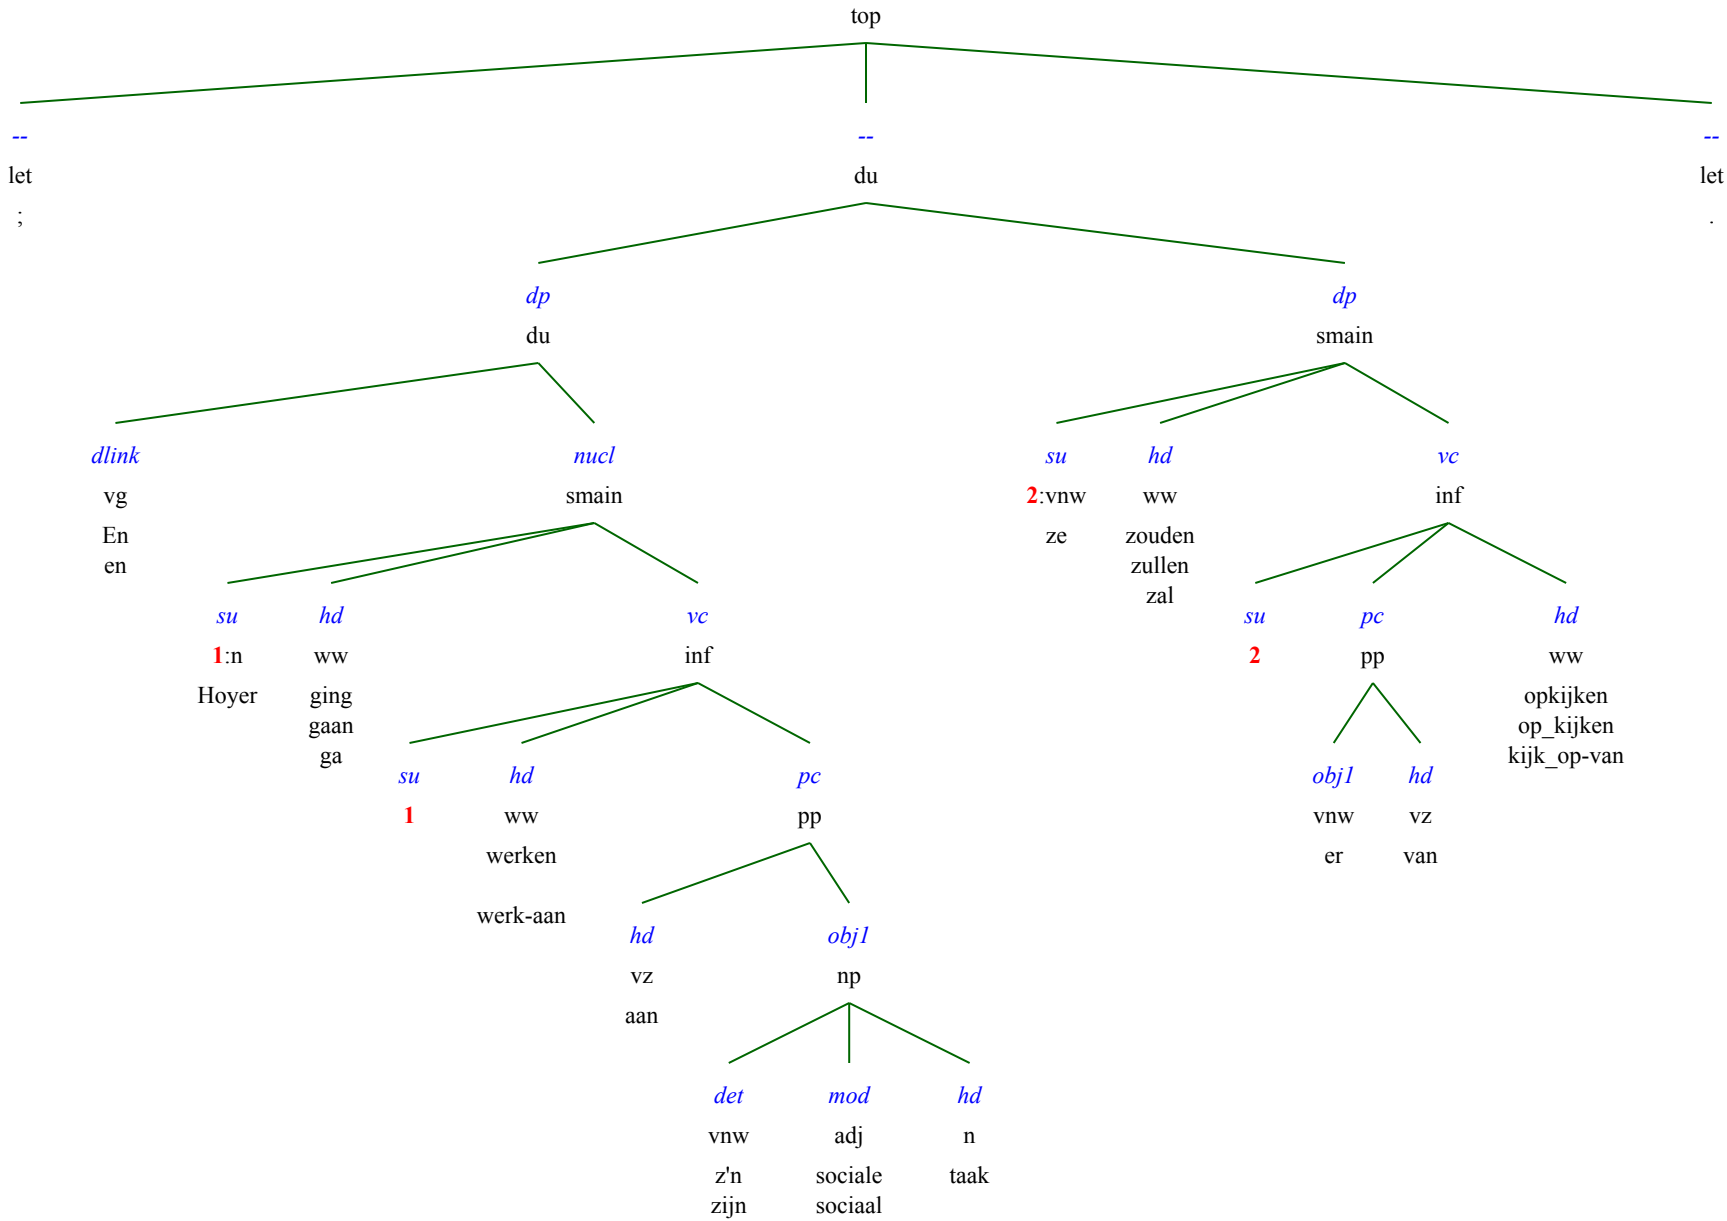 top
-- -- --
let du let
; .
dp dp
du smain
dlink nucl su hd vc
vg smain 2:vnw ww inf
En ze zouden
en zullen
zal
su hd vc su pc hd
1:n ww inf 2 pp ww
Hoyer ging opkijken
gaan op_kijken
ga kijk_op-van
su hd pc obj1 hd
1 ww pp vnw vz
werken er van
werk-aan
hd obj1
vz np
aan
det mod hd
vnw adj n
z'n sociale taak
zijn sociaal